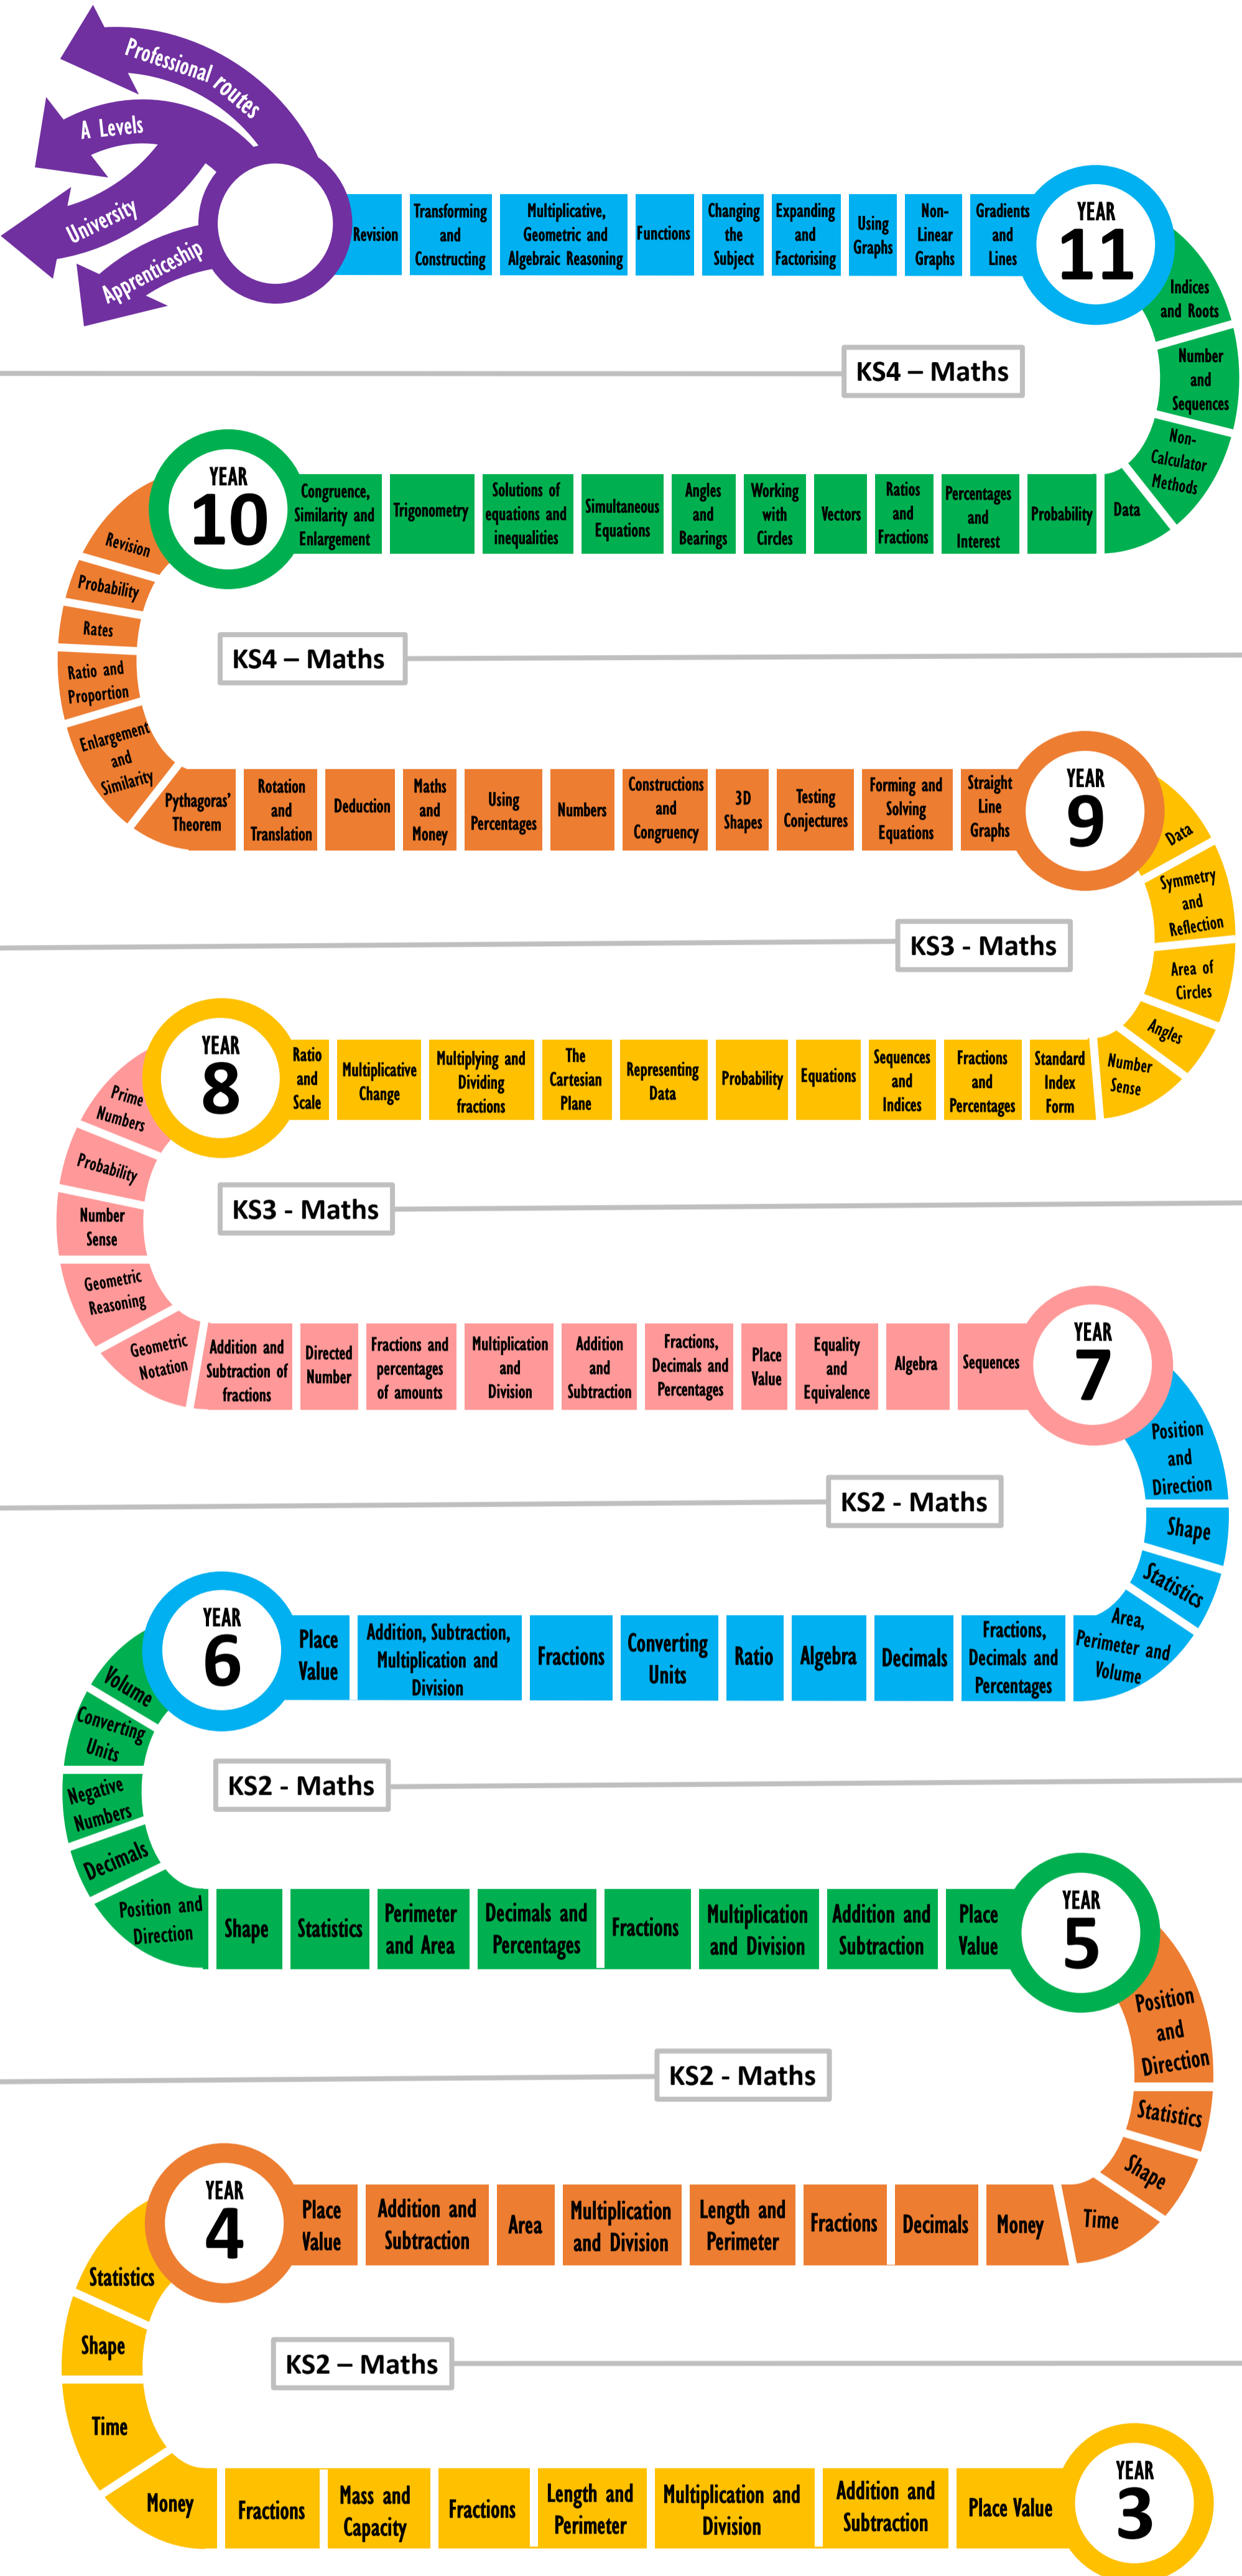 Professional routes
A Levels
University
Apprenticeship
Revision
Transforming
and
Constructing
Multiplicative,
Geometric and
Algebraic Reasoning
Functions
Changing
the
Subject
Expanding
and
Factorising
Using
Graphs
Non-
Linear
Graphs
Gradients
and
Lines
YEAR
11
Indices
and Roots
Number
and
Sequences
Non-
Calculator
Methods
KS4 – Maths
YEAR
10
Congruence,
Similarity and
Enlargement
Trigonometry
Solutions of
equations and
inequalities
Simultaneous
Equations
Angles
and
Bearings
Working
with
Circles
Vectors
Ratios
and
Fractions
Percentages
and
Interest
Probability
Data
Revision
Probability
Rates
Ratio and
Proportion
Enlargement
and
Similarity
KS4 – Maths
Pythagoras'
Theorem
Rotation
and
Translation
Deduction
Maths
and
Money
Using
Percentages
Numbers
Constructions
and
Congruency
3D
Shapes
Testing
Conjectures
Forming and
Solving
Equations
Straight
Line
Graphs
YEAR
9
Data
Symmetry
and
Reflection
Area of
Circles
Angles
Number
Sense
KS3 - Maths
YEAR
8
Ratio
and
Scale
Multiplicative
Change
Multiplying and
Dividing
fractions
The
Cartesian
Plane
Representing
Data
Probability
Equations
Sequences
and
Indices
Fractions
and
Percentages
Standard
Index
Form
Prime
Numbers
Probability
Number
Sense
Geometric
Reasoning
Geometric
Notation
KS3 - Maths
Addition and
Subtraction of
fractions
Directed
Number
Fractions and
percentages
of amounts
Multiplication
and
Division
Addition
and
Subtraction
Fractions,
Decimals and
Percentages
Place
Value
Equality
and
Equivalence
Algebra
Sequences
YEAR
7
Position
and
Direction
Shape
Statistics
Area,
Perimeter and
Volume
KS2 - Maths
YEAR
6
Place
Value
Addition, Subtraction,
Multiplication and
Division
Fractions
Converting
Units
Ratio
Algebra
Decimals
Fractions,
Decimals and
Percentages
Volume
Converting
Units
Negative
Numbers
Decimals
Position and
Direction
KS2 - Maths
Shape
Statistics
Perimeter
and Area
Decimals and
Percentages
Fractions
Multiplication
and Division
Addition and
Subtraction
Place
Value
YEAR
5
Position
and
Direction
Statistics
Shape
Time
KS2 - Maths
YEAR
4
Place
Value
Addition and
Subtraction
Area
Multiplication
and Division
Length and
Perimeter
Fractions
Decimals
Money
Statistics
Shape
Time
Money
KS2 – Maths
Fractions
Mass and
Capacity
Fractions
Length and
Perimeter
Multiplication and
Division
Addition and
Subtraction
Place Value
YEAR
3